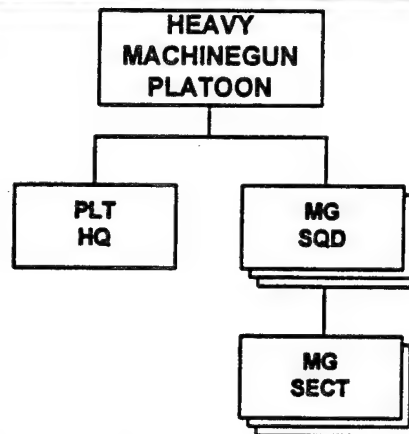 HEAVY
MACHINEGUN
PLATOON
PLT
HQ
MG
SQD
MG
SECT